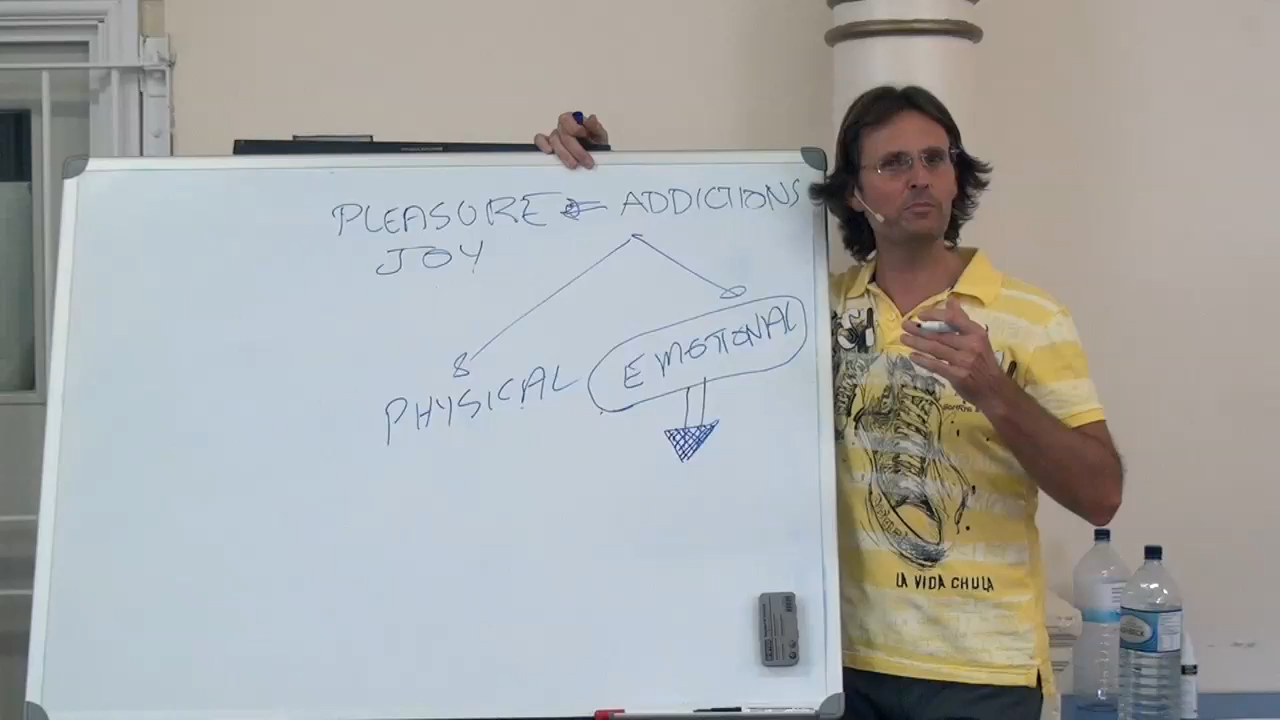 PLEASURE = ADDICTIONS
JOY
EMOTIONAL
PHYSICAL
LA VIDA CHULA